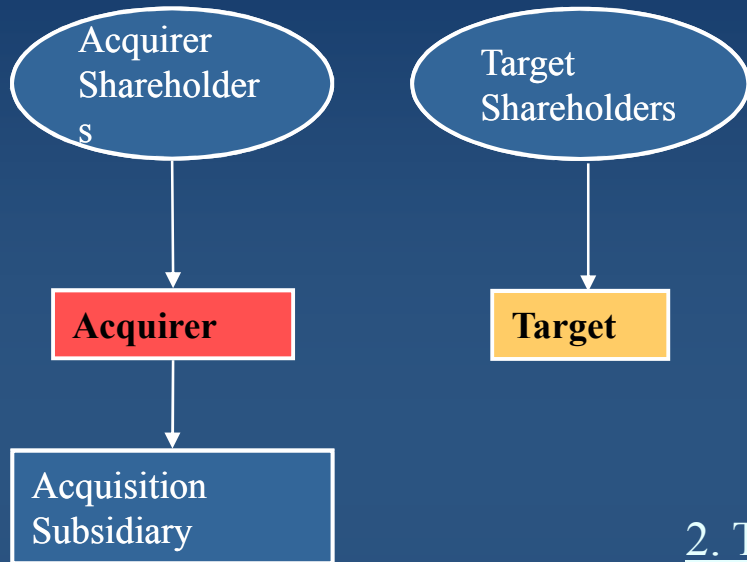 Acquirer
Shareholder
s
Target
Shareholders
Acquirer
Target
Acquisition
Subsidiary
2. T